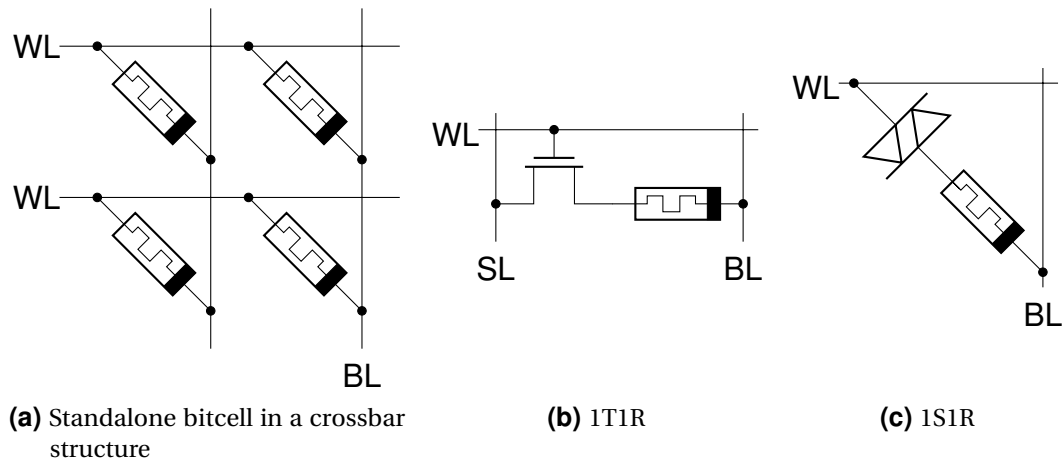 WL
WL
BL
(a) Standalone bitcell in a crossbar
structure
WL
SL
BL
(b) 1T1R
WL
BL
(c) 1S1R